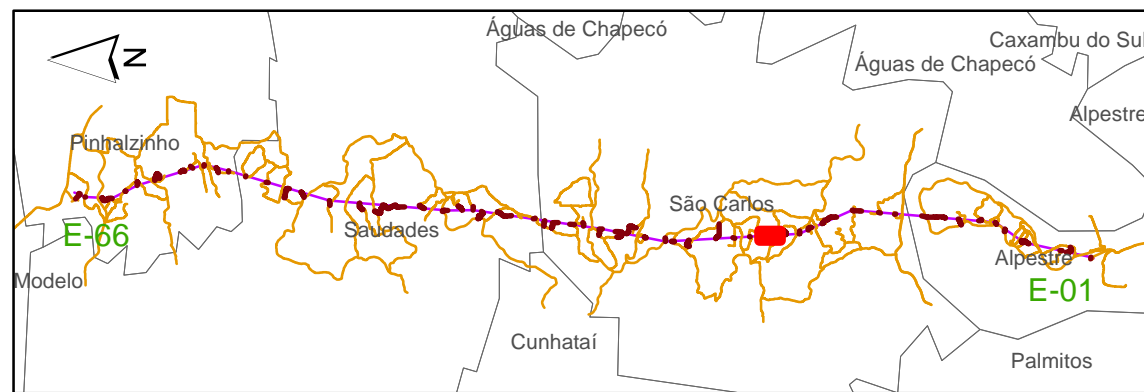 Águas de Chapecó
Caxambu do Sul
Águas de Chapecó
N
Alpestre
Pinhalzinho
São Carlos
Saudades
E-66
Alpestre
Modelo
E-01
Cunhataí
Palmitos